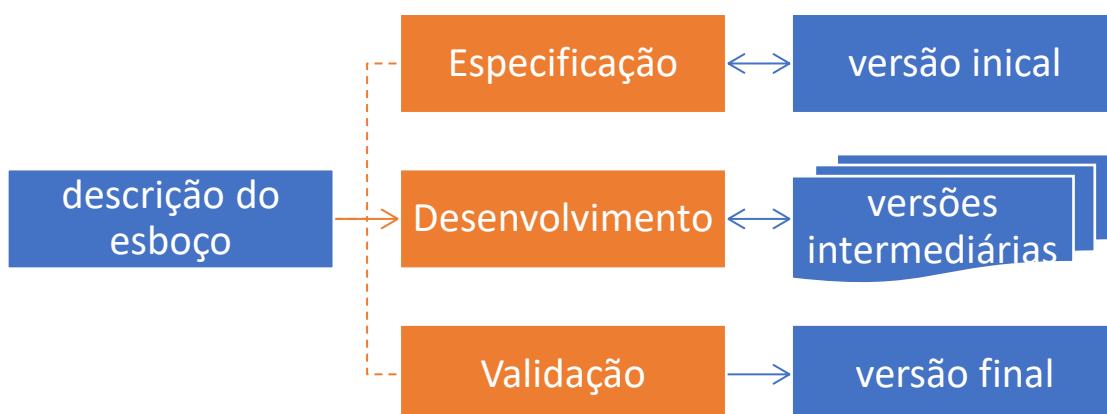 Especificação
versão inical
descrição do
esboço
Desenvolvimento
versões
intermediárias
Validação
versão final